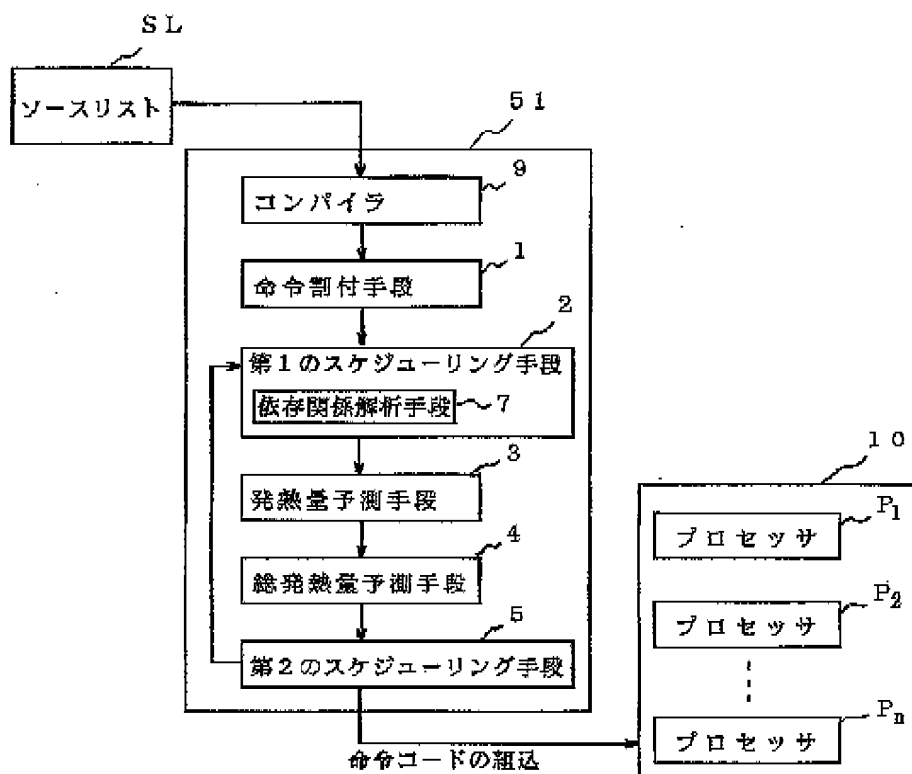 ＳＬ
ソースリスト
５１
９
コンパイラ
１
命令割付手段
２
第１のスケジューリング手段
依存関係解析手段
７
３
発熱量予測手段
４
総発熱量予測手段
５
第２のスケジューリング手段
命令コードの組込
１０
P₁
プロセッサ
P₂
プロセッサ
Pₙ
プロセッサ